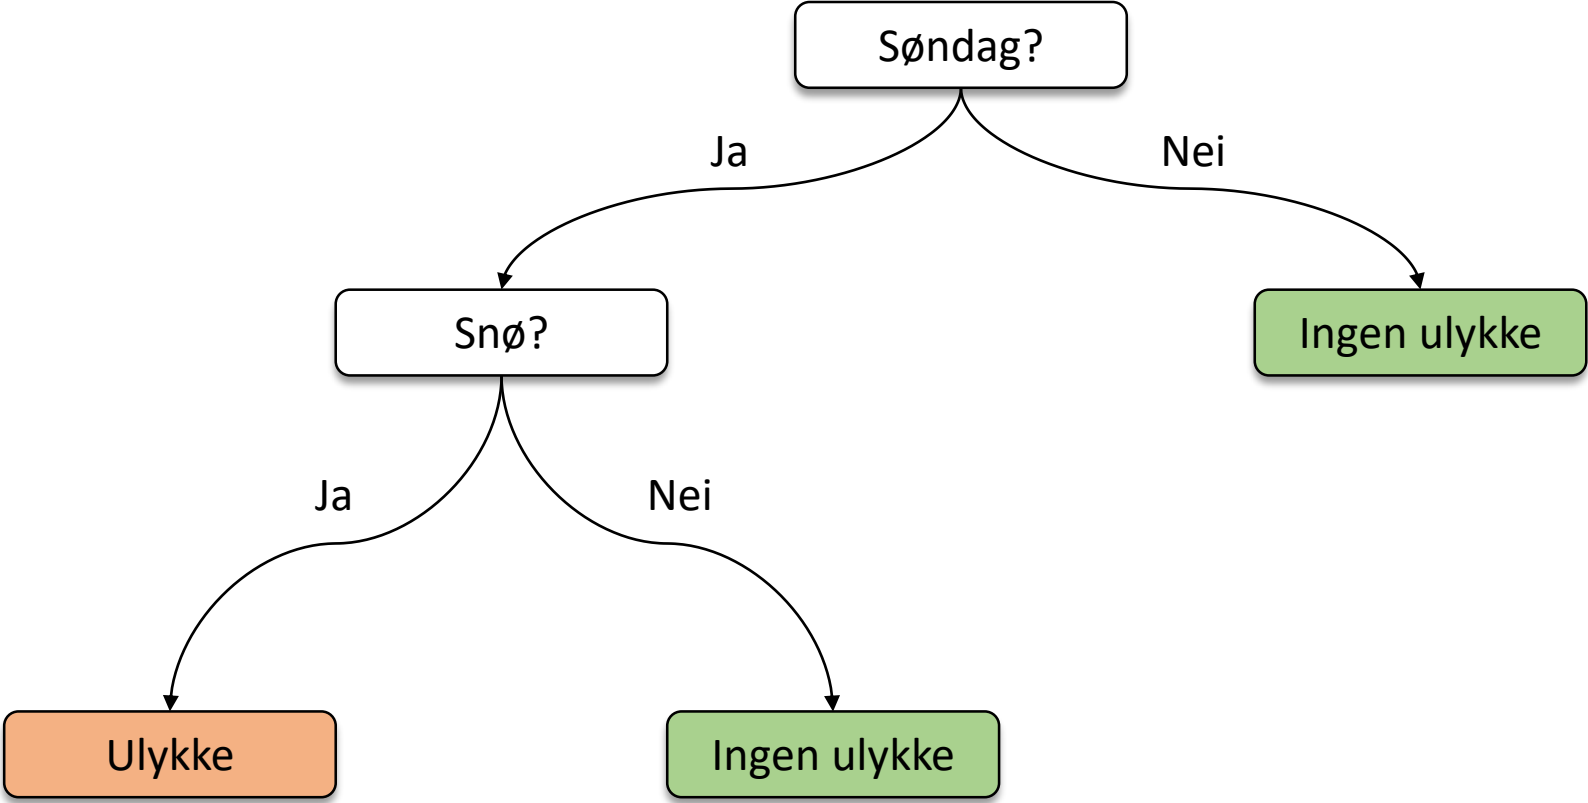 Søndag?
Ja
Nei
Snø?
Ingen ulykke
Ja
Nei
Ulykke
Ingen ulykke